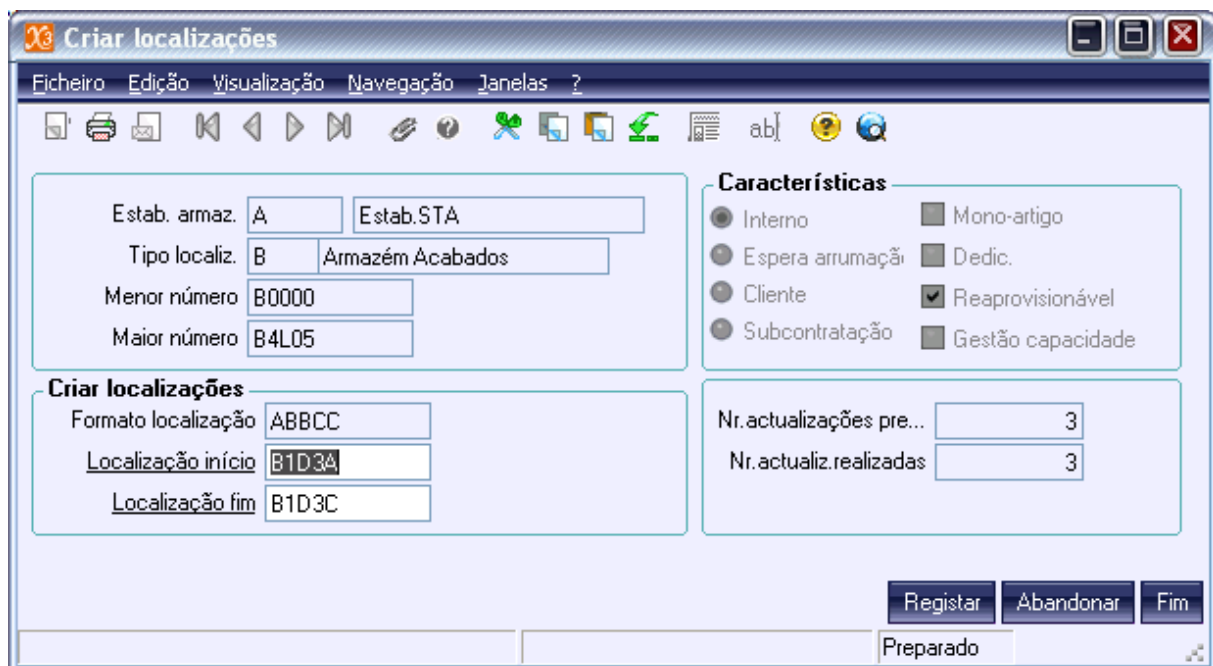 X3 Criar localizações
Ficheiro Edição Visualização Navegação Janelas ?
ab
Estab. armaz. A Estab.STA
Tipo localiz. B Armazém Acabados
Menor número B0000
Maior número B4L05
Características
Interno Mono-artigo
Espera arrumaçã Dedic.
Cliente Reaprovisionável
Subcontratação Gestão capacidade
Criar localizações
Formato localização ABBCC
Localização início B1D3A
Localização fim B1D3C
Nr.actualizações pre... 3
Nr.actualiz.realizadas 3
Registar Abandonar Fim
Preparado